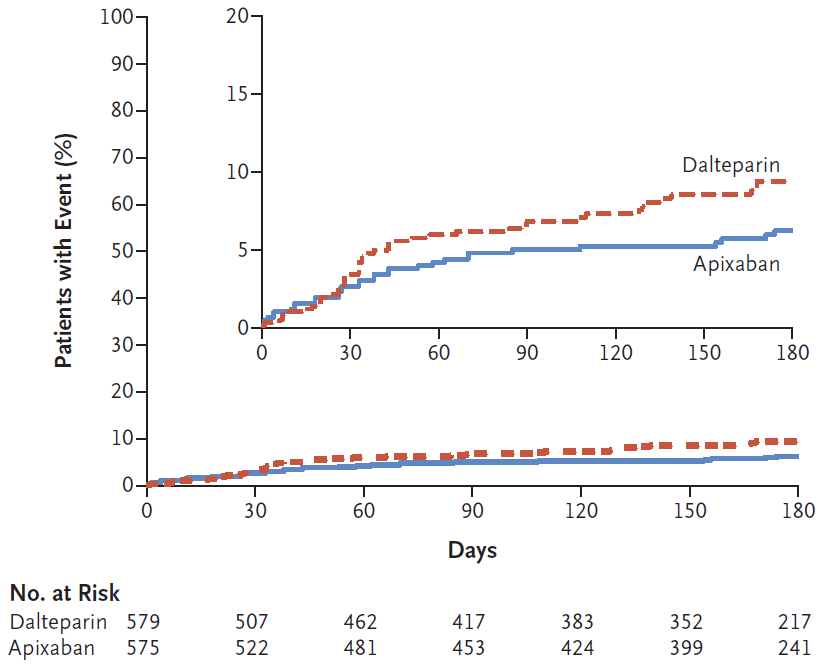 Patients with Event (%)
100
90
80
70
60
50
40
30
20
10
0
20
15
10
5
0
Dalteparin
Apixaban
0 30 60 90 120 150 180
0 30 60 90 120 150 180
Days
No. at Risk
Dalteparin 579 507 462 417 383 352 217
Apixaban 575 522 481 453 424 399 241